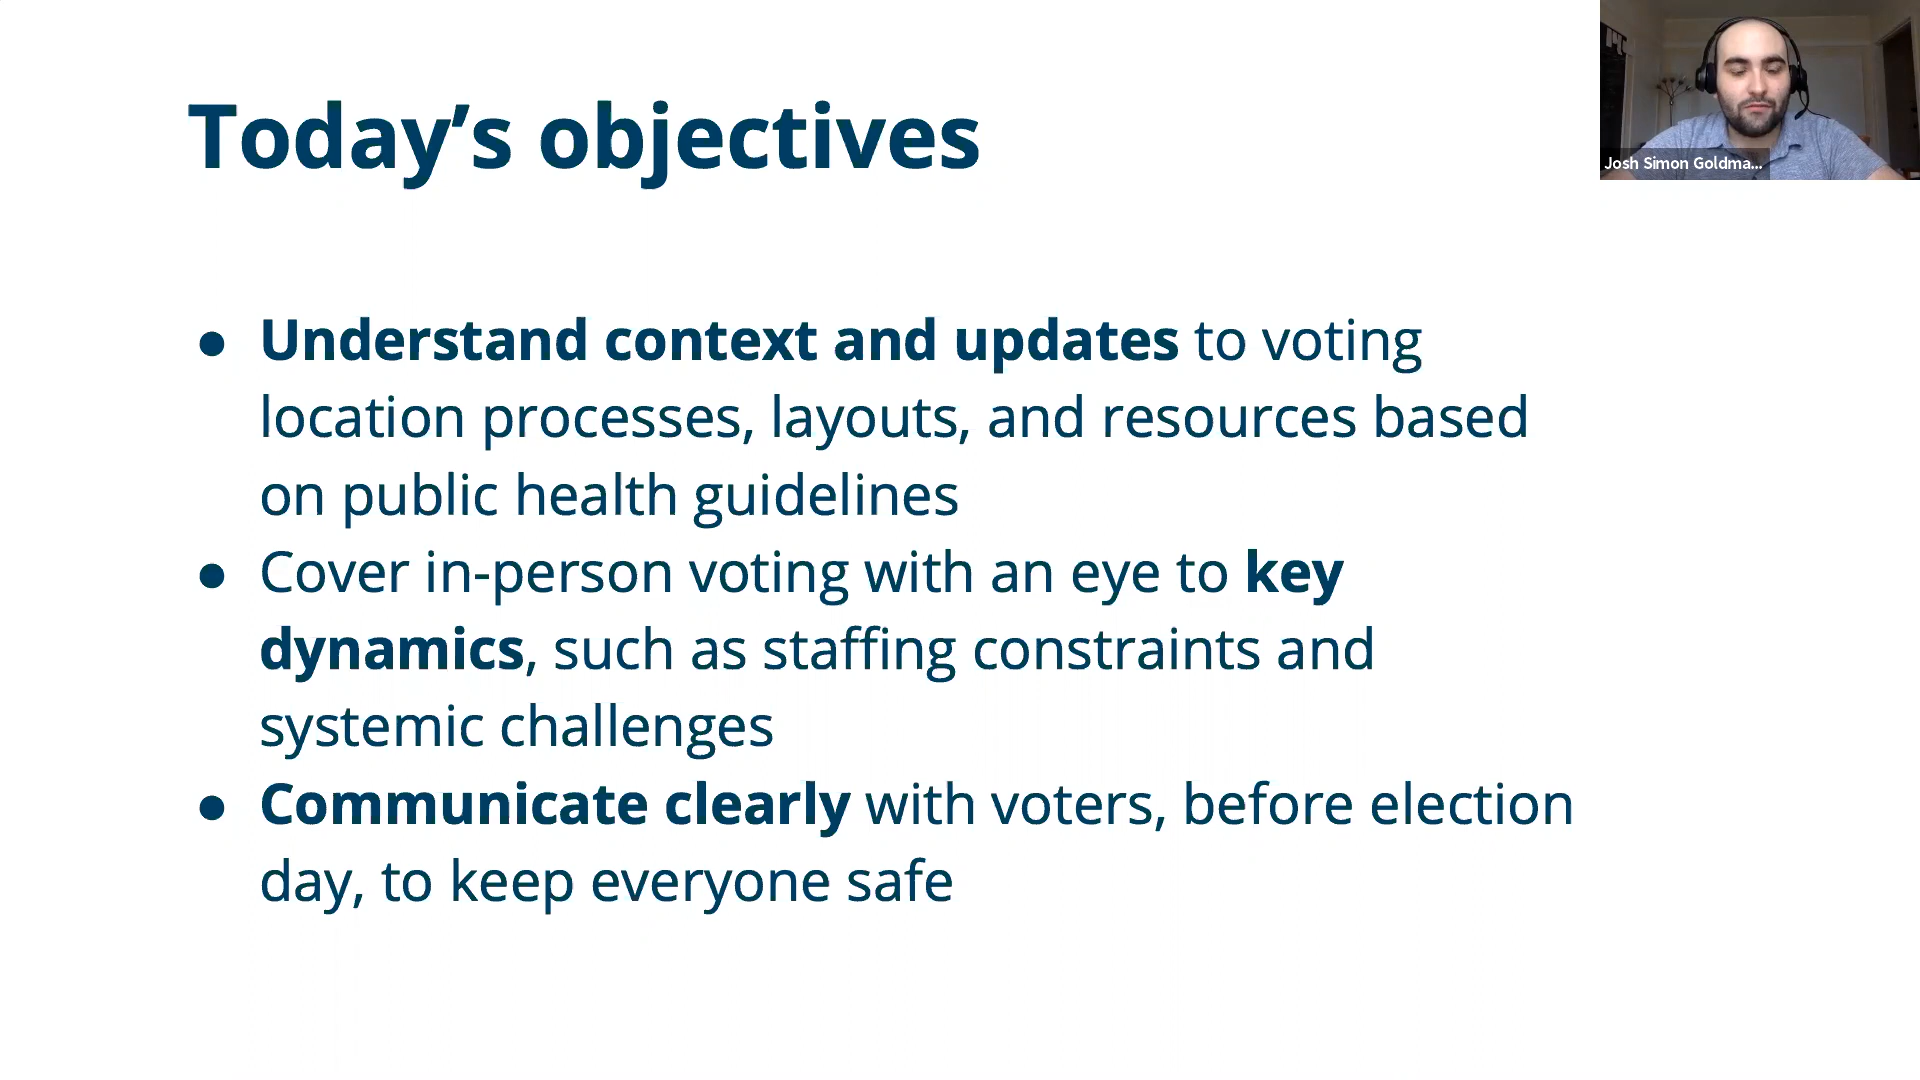 Today’s objectives
Josh Simon Goldma...
● Understand context and updates to voting
location processes, layouts, and resources based
on public health guidelines
● Cover in-person voting with an eye to key
dynamics, such as staffing constraints and
systemic challenges
● Communicate clearly with voters, before election
day, to keep everyone safe